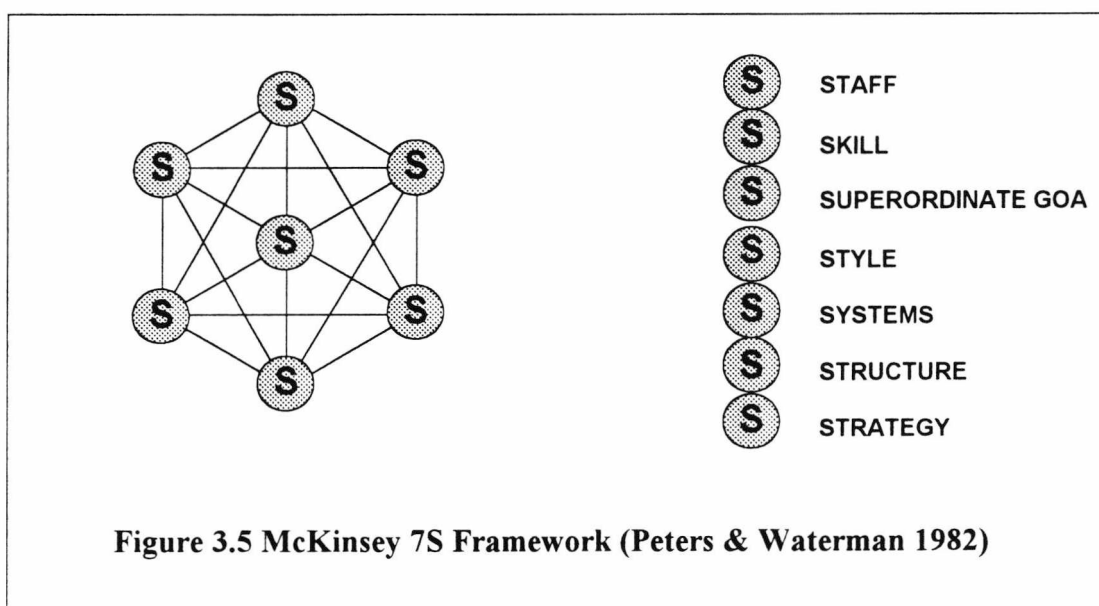 S
S
S
S
S
S
S
S STAFF
S SKILL
S SUPERORDINATE GOA
S STYLE
S SYSTEMS
S STRUCTURE
S STRATEGY
Figure 3.5 McKinsey 7S Framework (Peters & Waterman 1982)